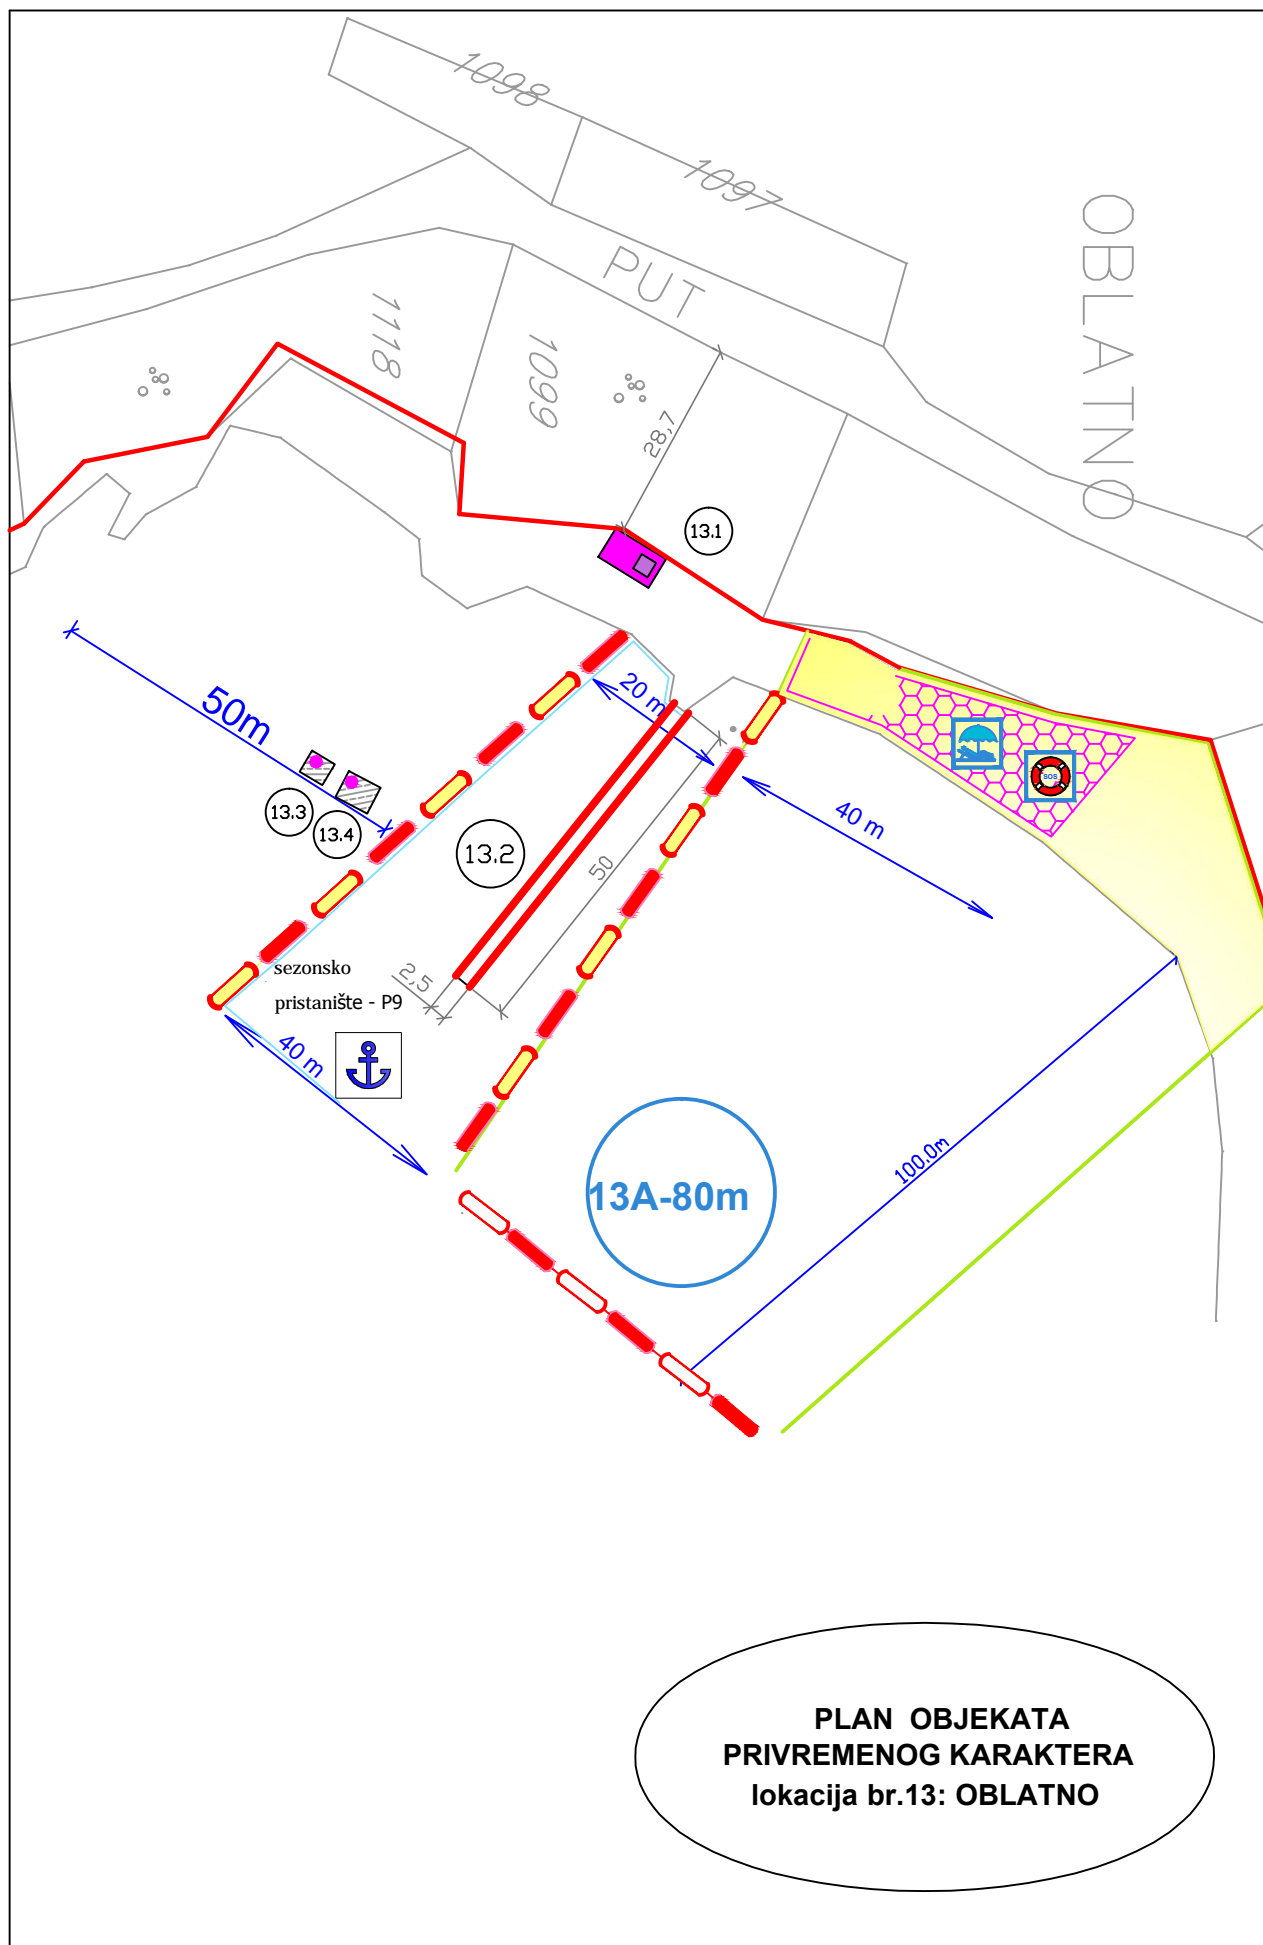 1098
1097
OBLATNO
PUT
1118
1099
28,7
13.1
50m
20 m
13.3
13.4
40 m
13.2
50
SOS
sezonsko
pristanište - P9
2,5
40 m
100.0m
13A-80m
PLAN OBJEKATA
PRIVREMENOG KARAKTERA
lokacija br.13: OBLATNO